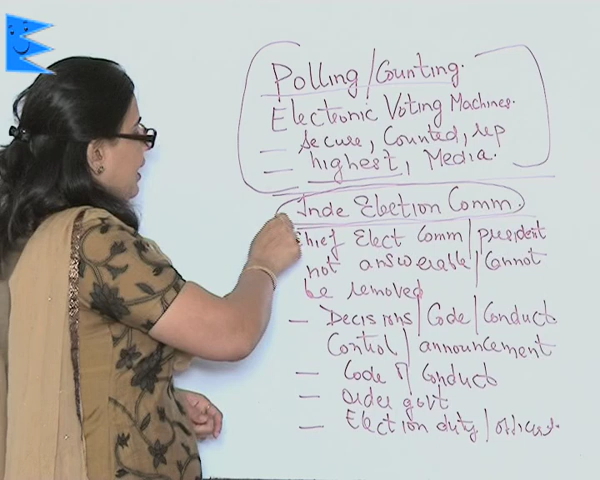 Polling / Counting.
Electronic Voting Machines.
— secure, Counted, rep
— highest, Media.
— Inde Election Comm.
Chief Elect Comm / president
not answerable / Cannot
be removed
— Decisions / Code / Conduct
Control / announcement
— Code of Conduct
— order govt
— Election duty / officers.